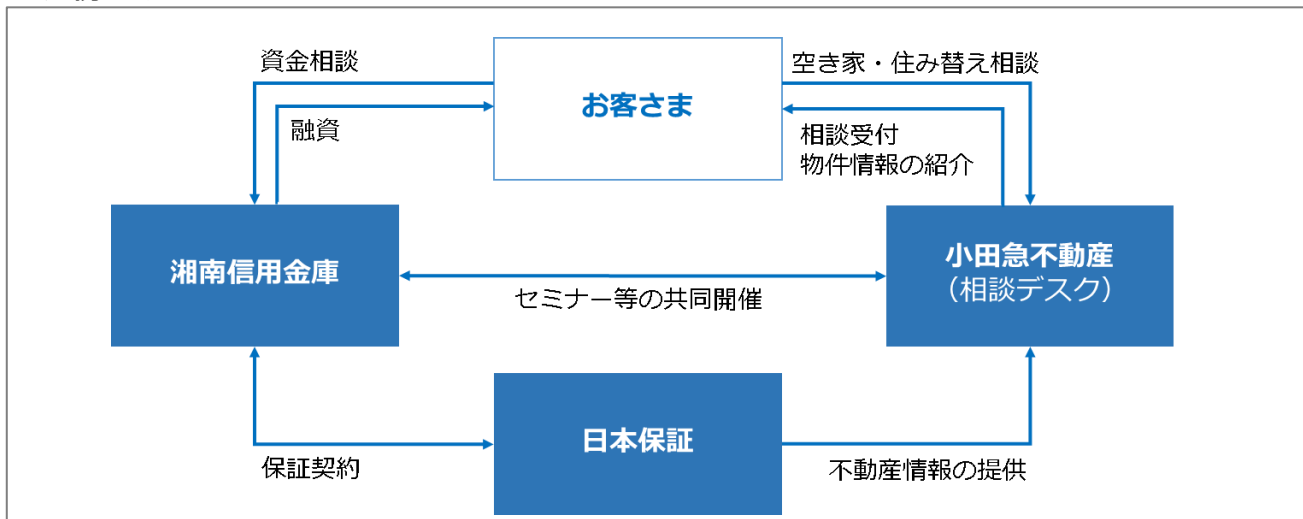 資金相談
空き家・住み替え相談
お客さま
融資
相談受付
物件情報の紹介
湘南信用金庫
小田急不動産
（相談デスク）
セミナー等の共同開催
日本保証
保証契約
不動産情報の提供